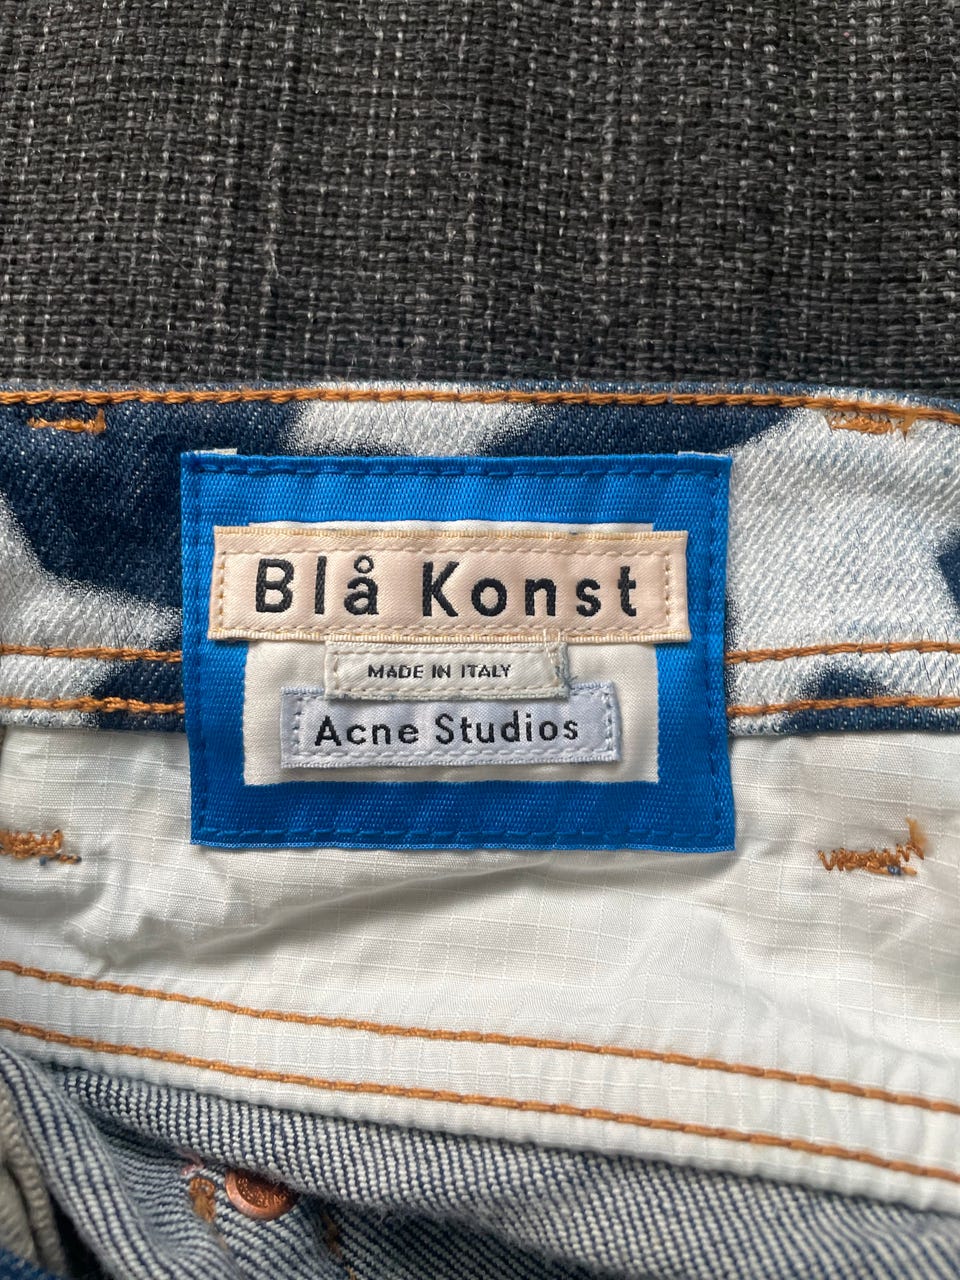 Blå Konst
MADE IN ITALY
Acne Studios